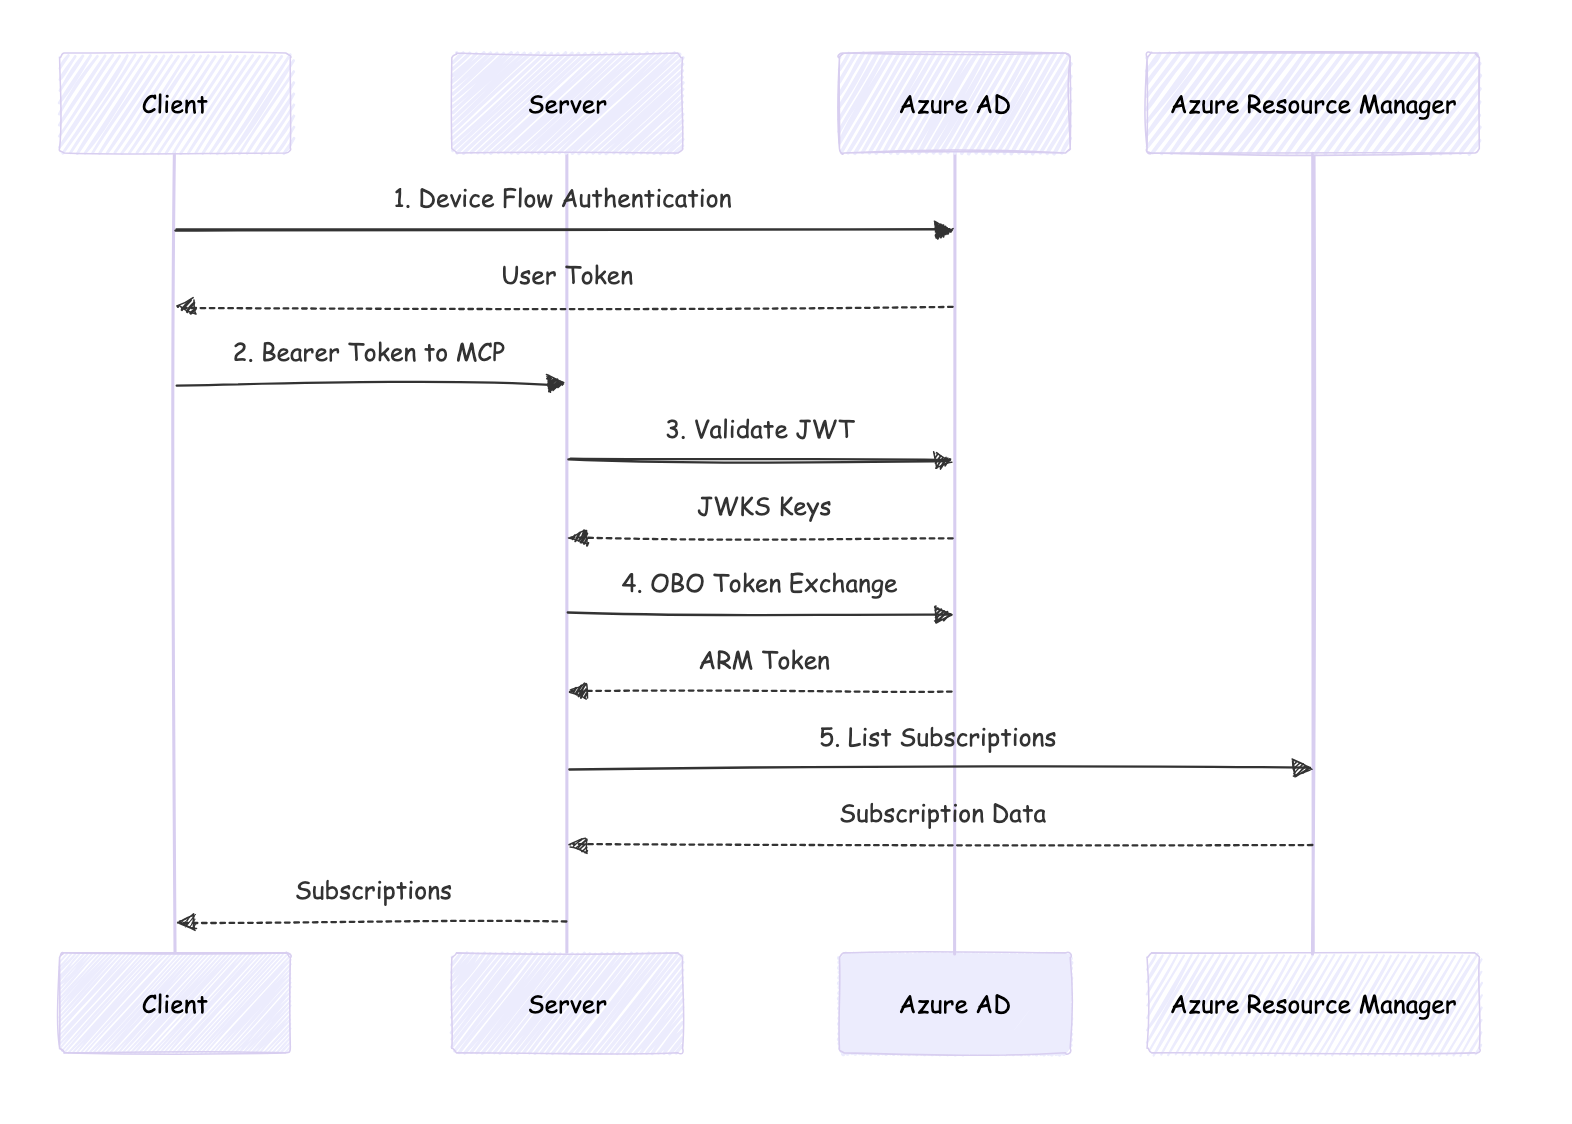 Client
Server
Azure AD
Azure Resource Manager
1. Device Flow Authentication
User Token
2. Bearer Token to MCP
3. Validate JWT
JWKS Keys
4. OBO Token Exchange
ARM Token
5. List Subscriptions
Subscription Data
Subscriptions
Client
Server
Azure AD
Azure Resource Manager